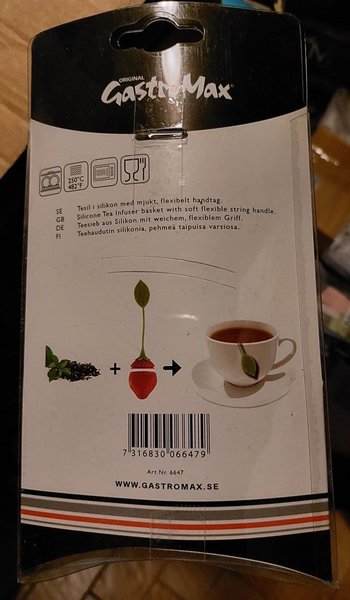 ORIGINAL
GastroMax
250°C
482°F
SE Tesil i silikon med mjukt, flexibelt handtag.
GB Silicone Tea Infuser basket with soft flexible string handle.
DE Teesieb aus Silikon mit weichem, flexiblem Griff.
FI Teehaudutin silikonia, pehmeä taipuisa varsiosa.
+
7 316830 066479
Art.Nr. 6647
WWW.GASTROMAX.SE